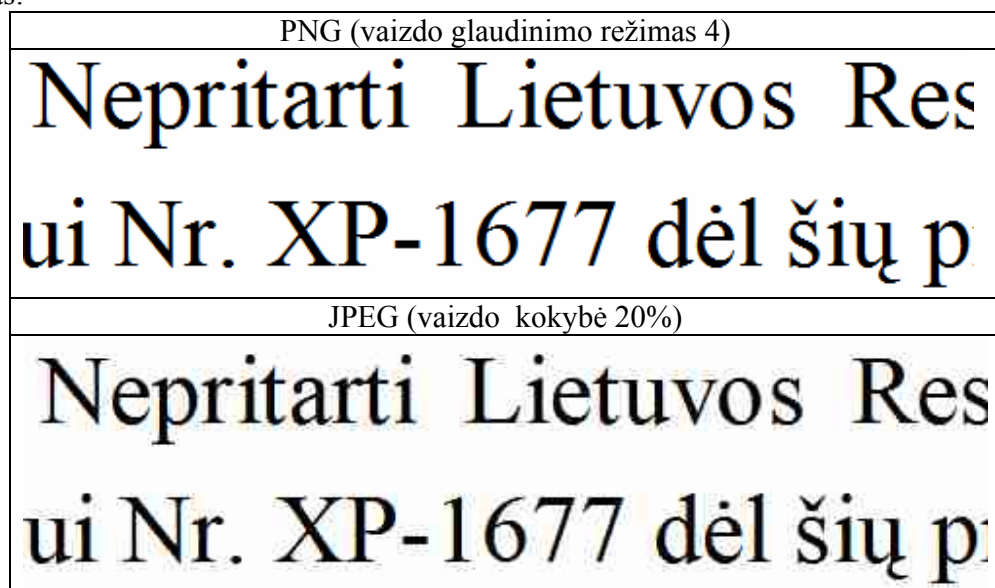 PNG (vaizdo glaudinimo režimas 4)
Nepritarti Lietuvos Res
ui Nr. XP-1677 dėl šių p
JPEG (vaizdo kokybė 20%)
Nepritarti Lietuvos Res
ui Nr. XP-1677 dėl šių p